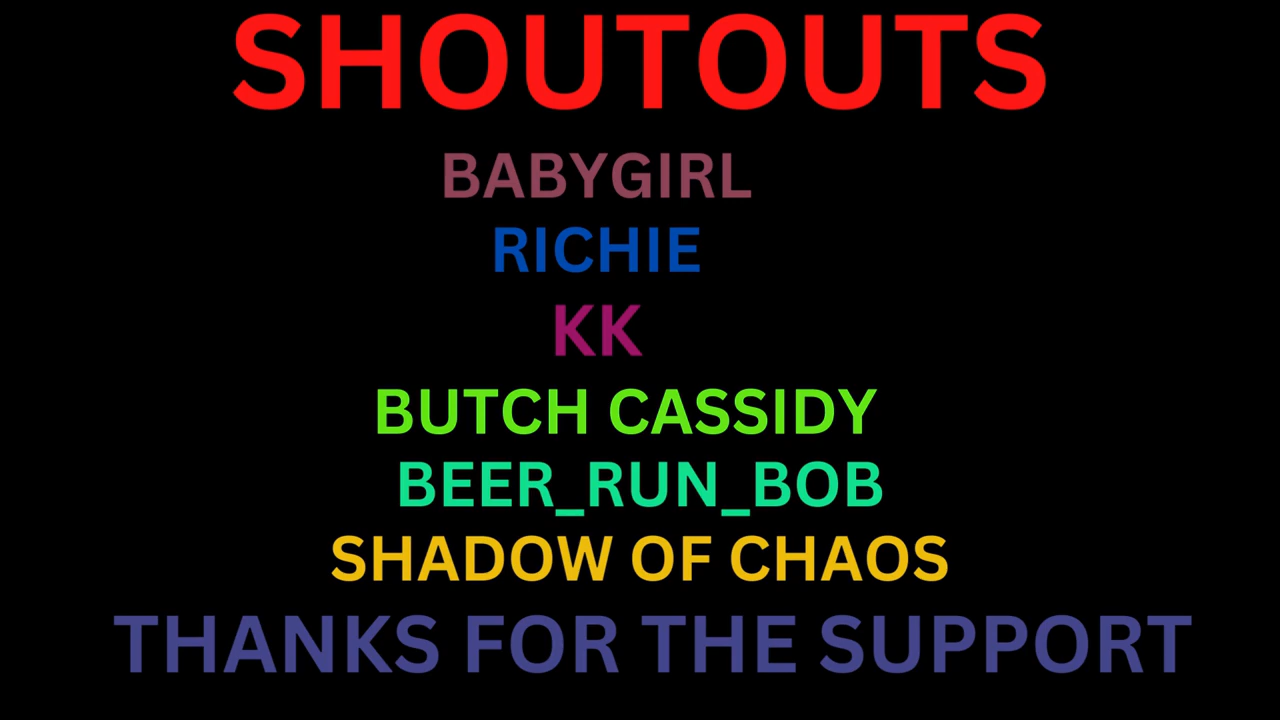 SHOUTOUTS
BABYGIRL
RICHIE
KK
BUTCH CASSIDY
BEER_RUN_BOB
SHADOW OF CHAOS
THANKS FOR THE SUPPORT